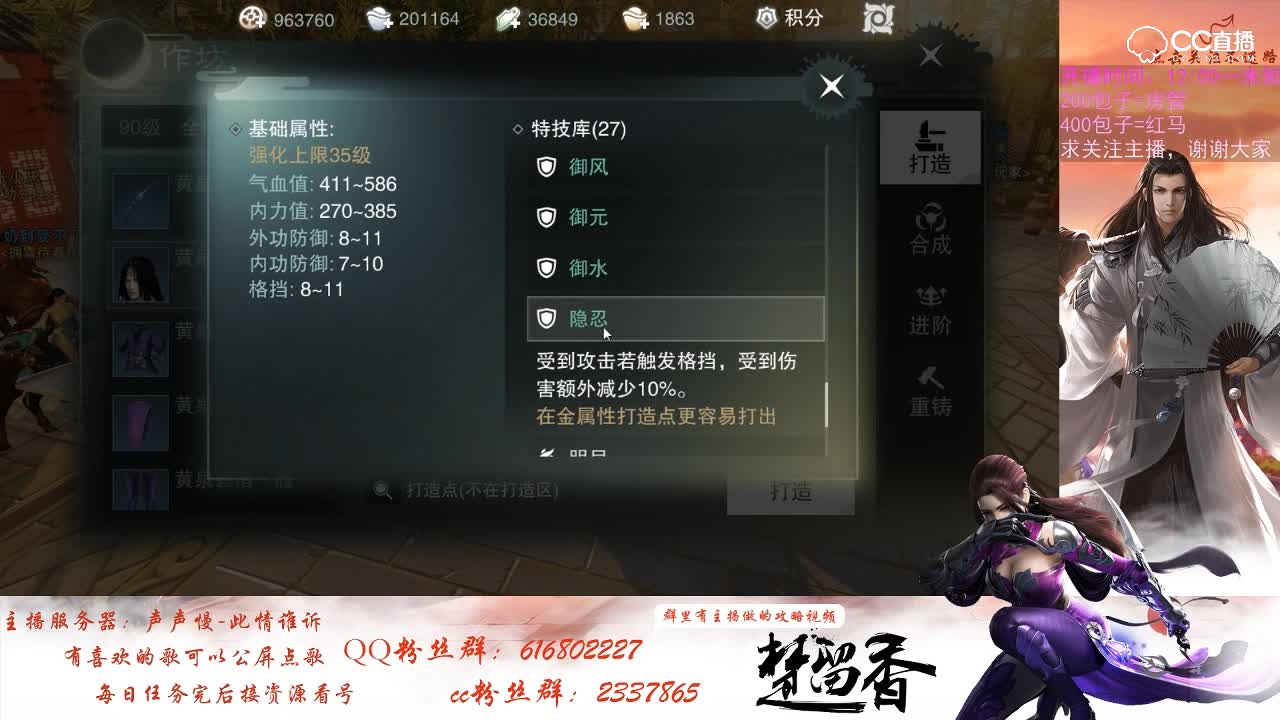 963760
201164
36849
1863
积分
作坊
CC直播
90级
200包子=房管
400包子=红马
求关注主播，谢谢大家
基础属性:
强化上限35级
气血值: 411~586
内力值: 270~385
外功防御: 8~11
内功防御: 7~10
格挡: 8~11
特技库(27)
御风
御元
御水
隐忍
受到攻击若触发格挡，受到伤
害额外减少10%。
在金属性打造点更容易打出
打造
合成
进阶
重铸
打造点(不在打造区)
打造
主播服务器：声声慢-此情谁诉
有喜欢的歌可以公屏点歌
每日任务完后接资源看号
QQ粉丝群：616802227
cc粉丝群：2337865
群里有主播做的攻略视频
楚留香